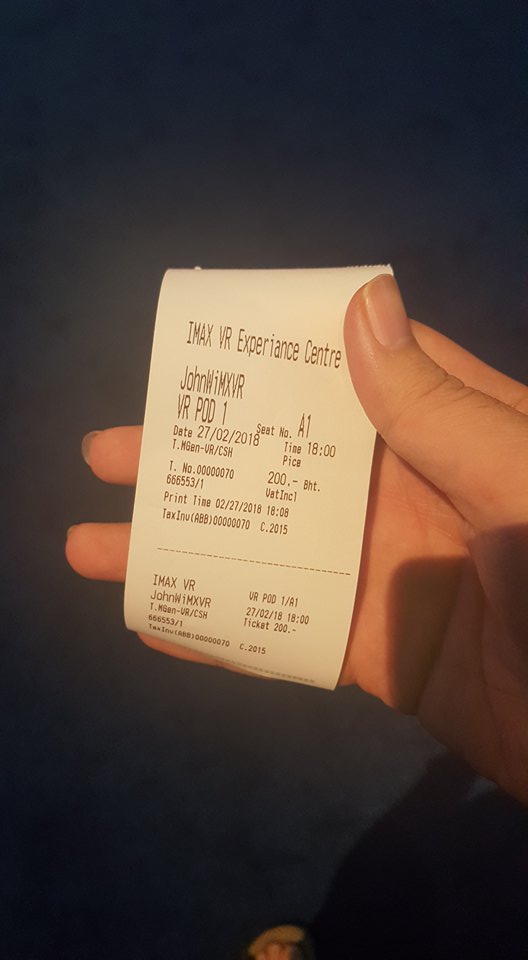 IMAX VR Experiance Centre
JohnWiMXVR
VR POD 1 Seat No. A1
Date 27/02/2018 Time 18:00
T.MGen-VR/CSH Pice
T. No.00000070 200.- Bht.
666553/1 VatIncl
Print Time 02/27/2018 18:08
TaxInv(ABB)00000070 C.2015
IMAX VR VR POD 1/A1
JohnWiMXVR 27/02/18 18:00
T.MGen-VR/CSH Ticket 200.-
666553/1
TaxInv(ABB)00000070 C.2015